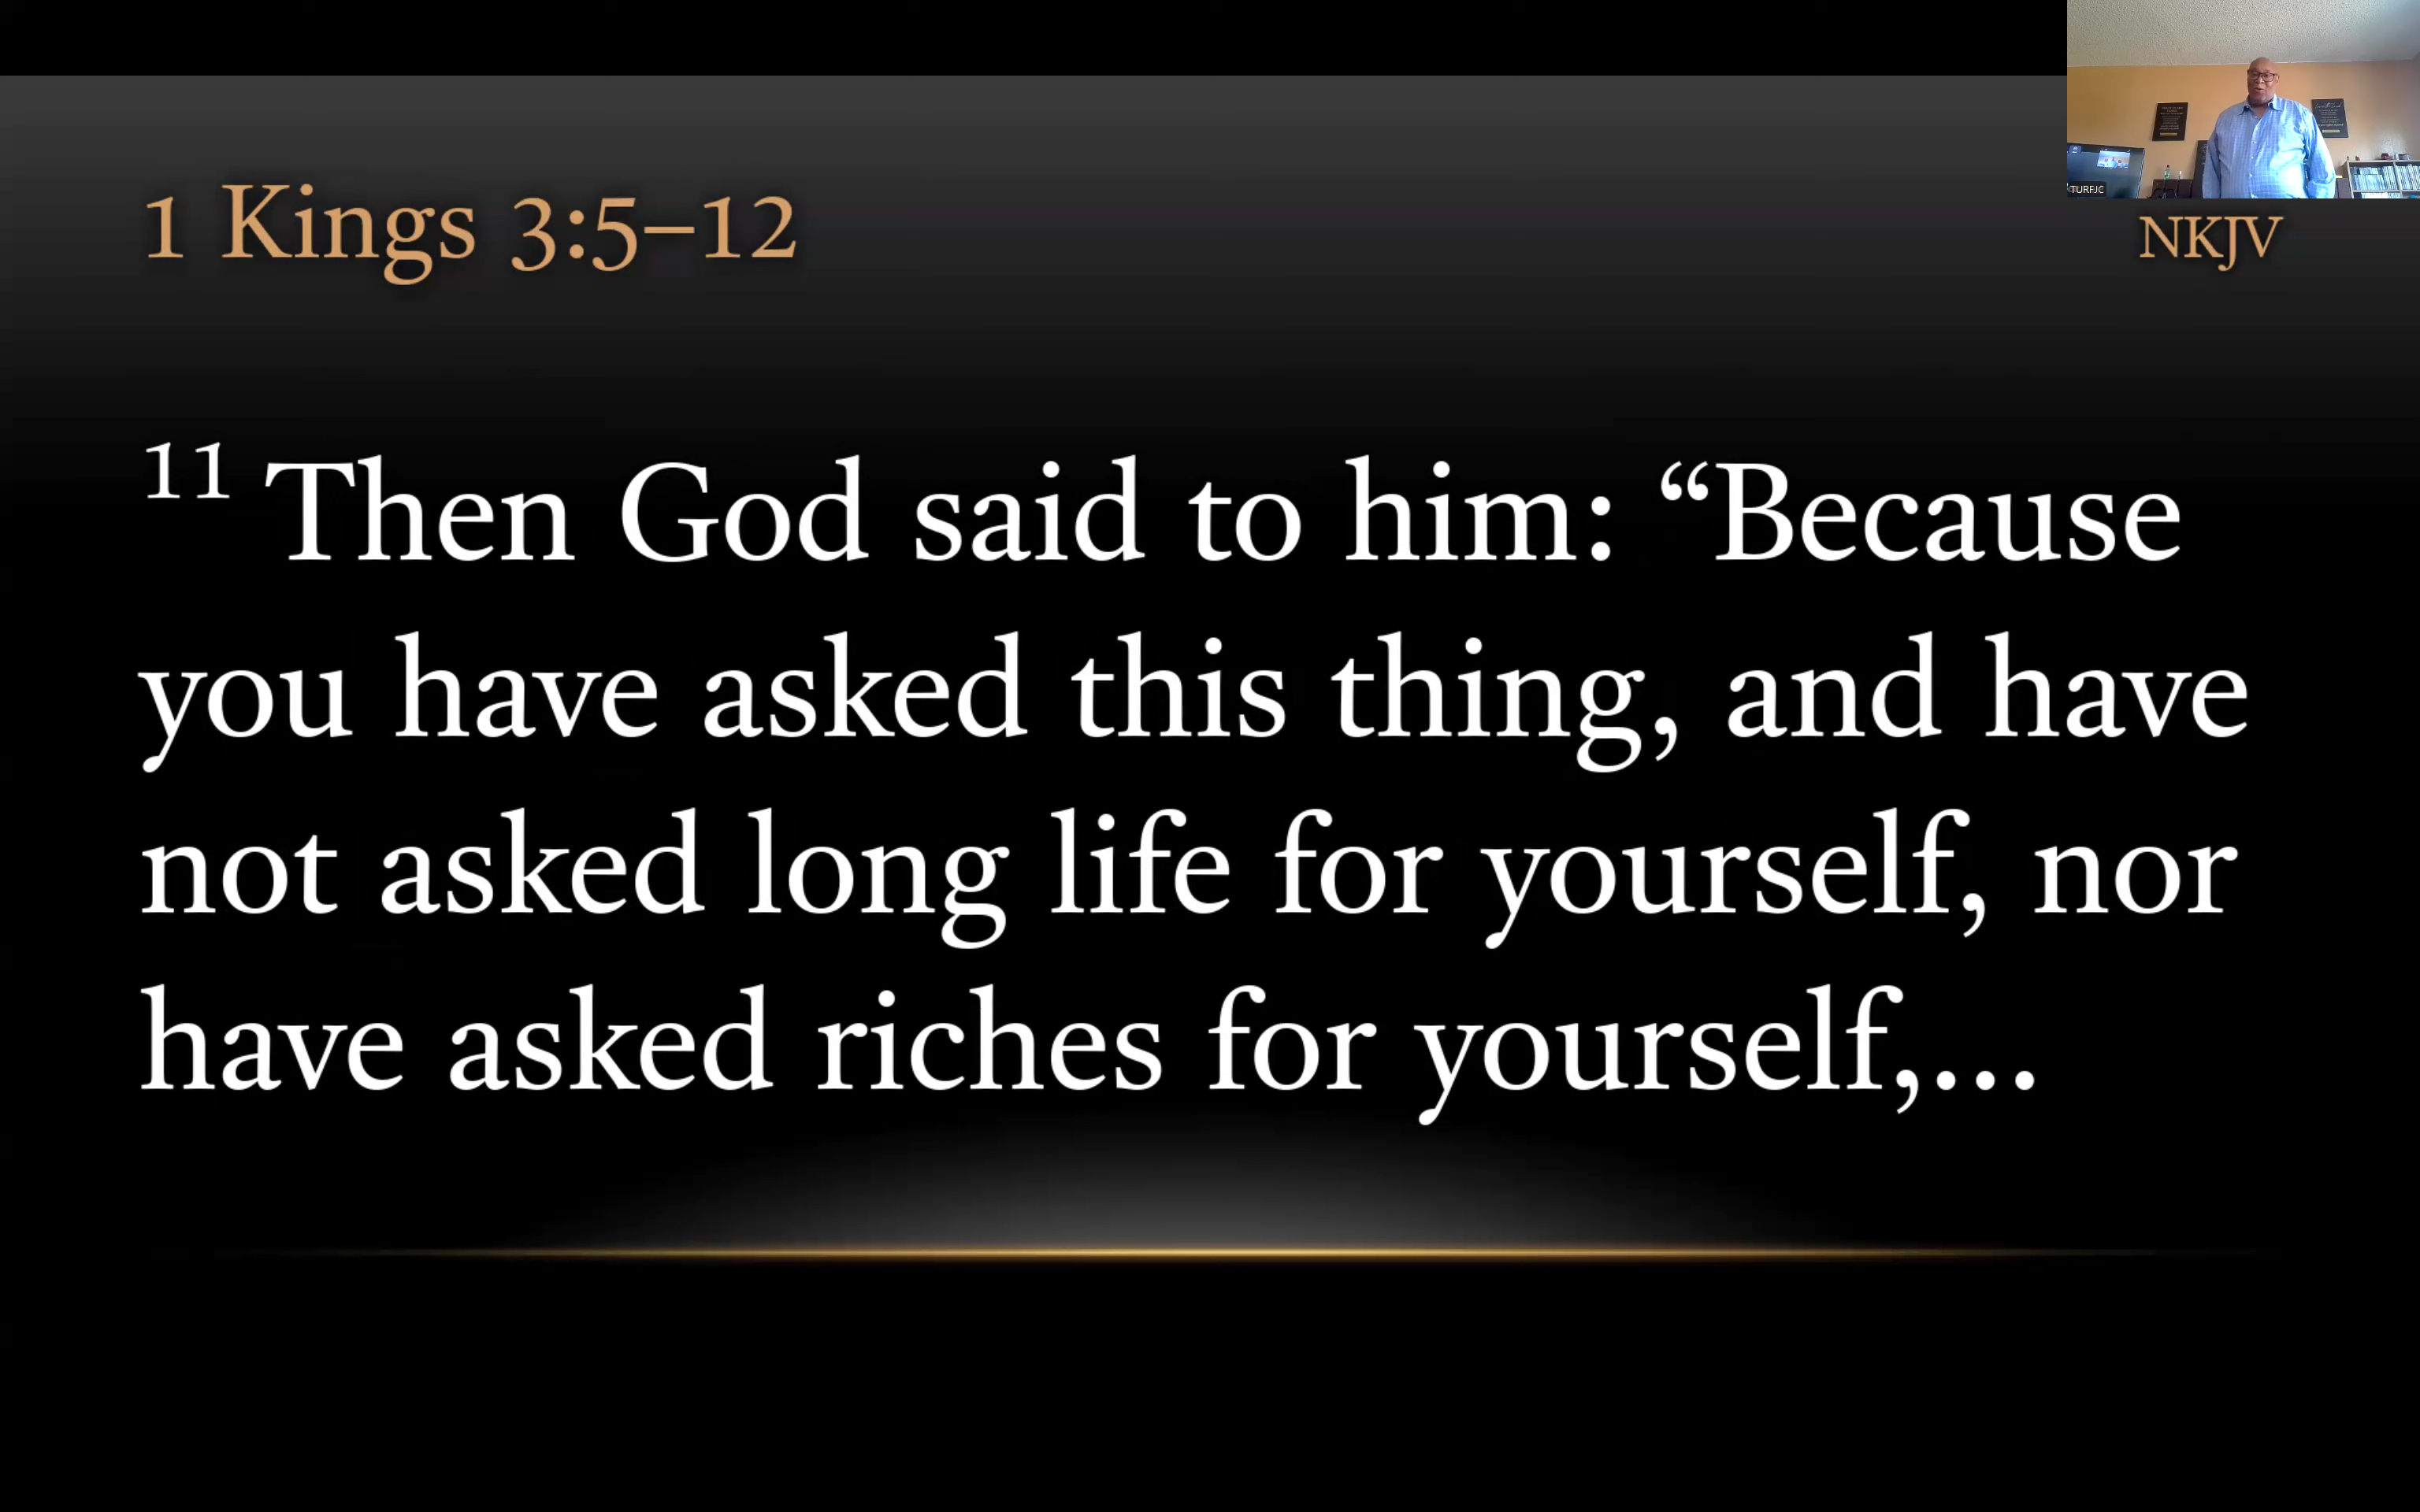 1 Kings 3:5–12
NKJV
TURFJC
11 Then God said to him: “Because
you have asked this thing, and have
not asked long life for yourself, nor
have asked riches for yourself,...